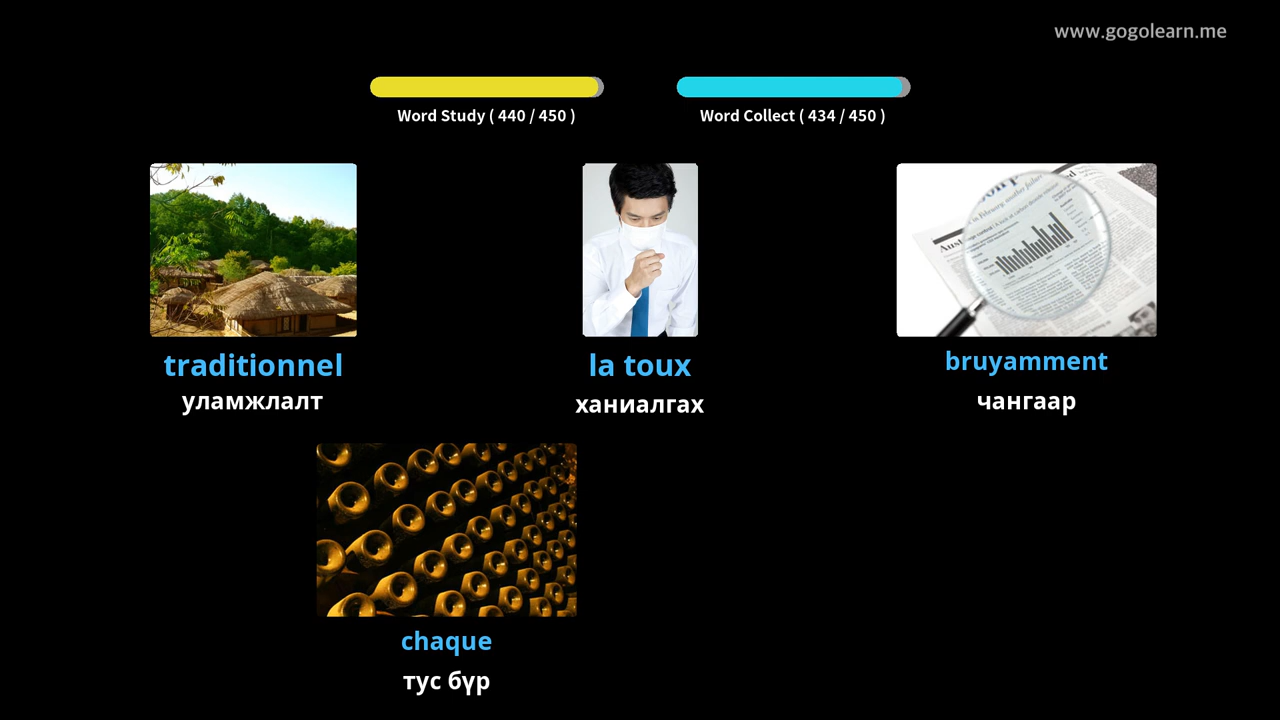 www.gogolearn.me
Word Study ( 440 / 450 )
Word Collect ( 434 / 450 )
traditionnel
уламжлалт
la toux
ханиалгах
bruyamment
чангаар
chaque
тус бүр